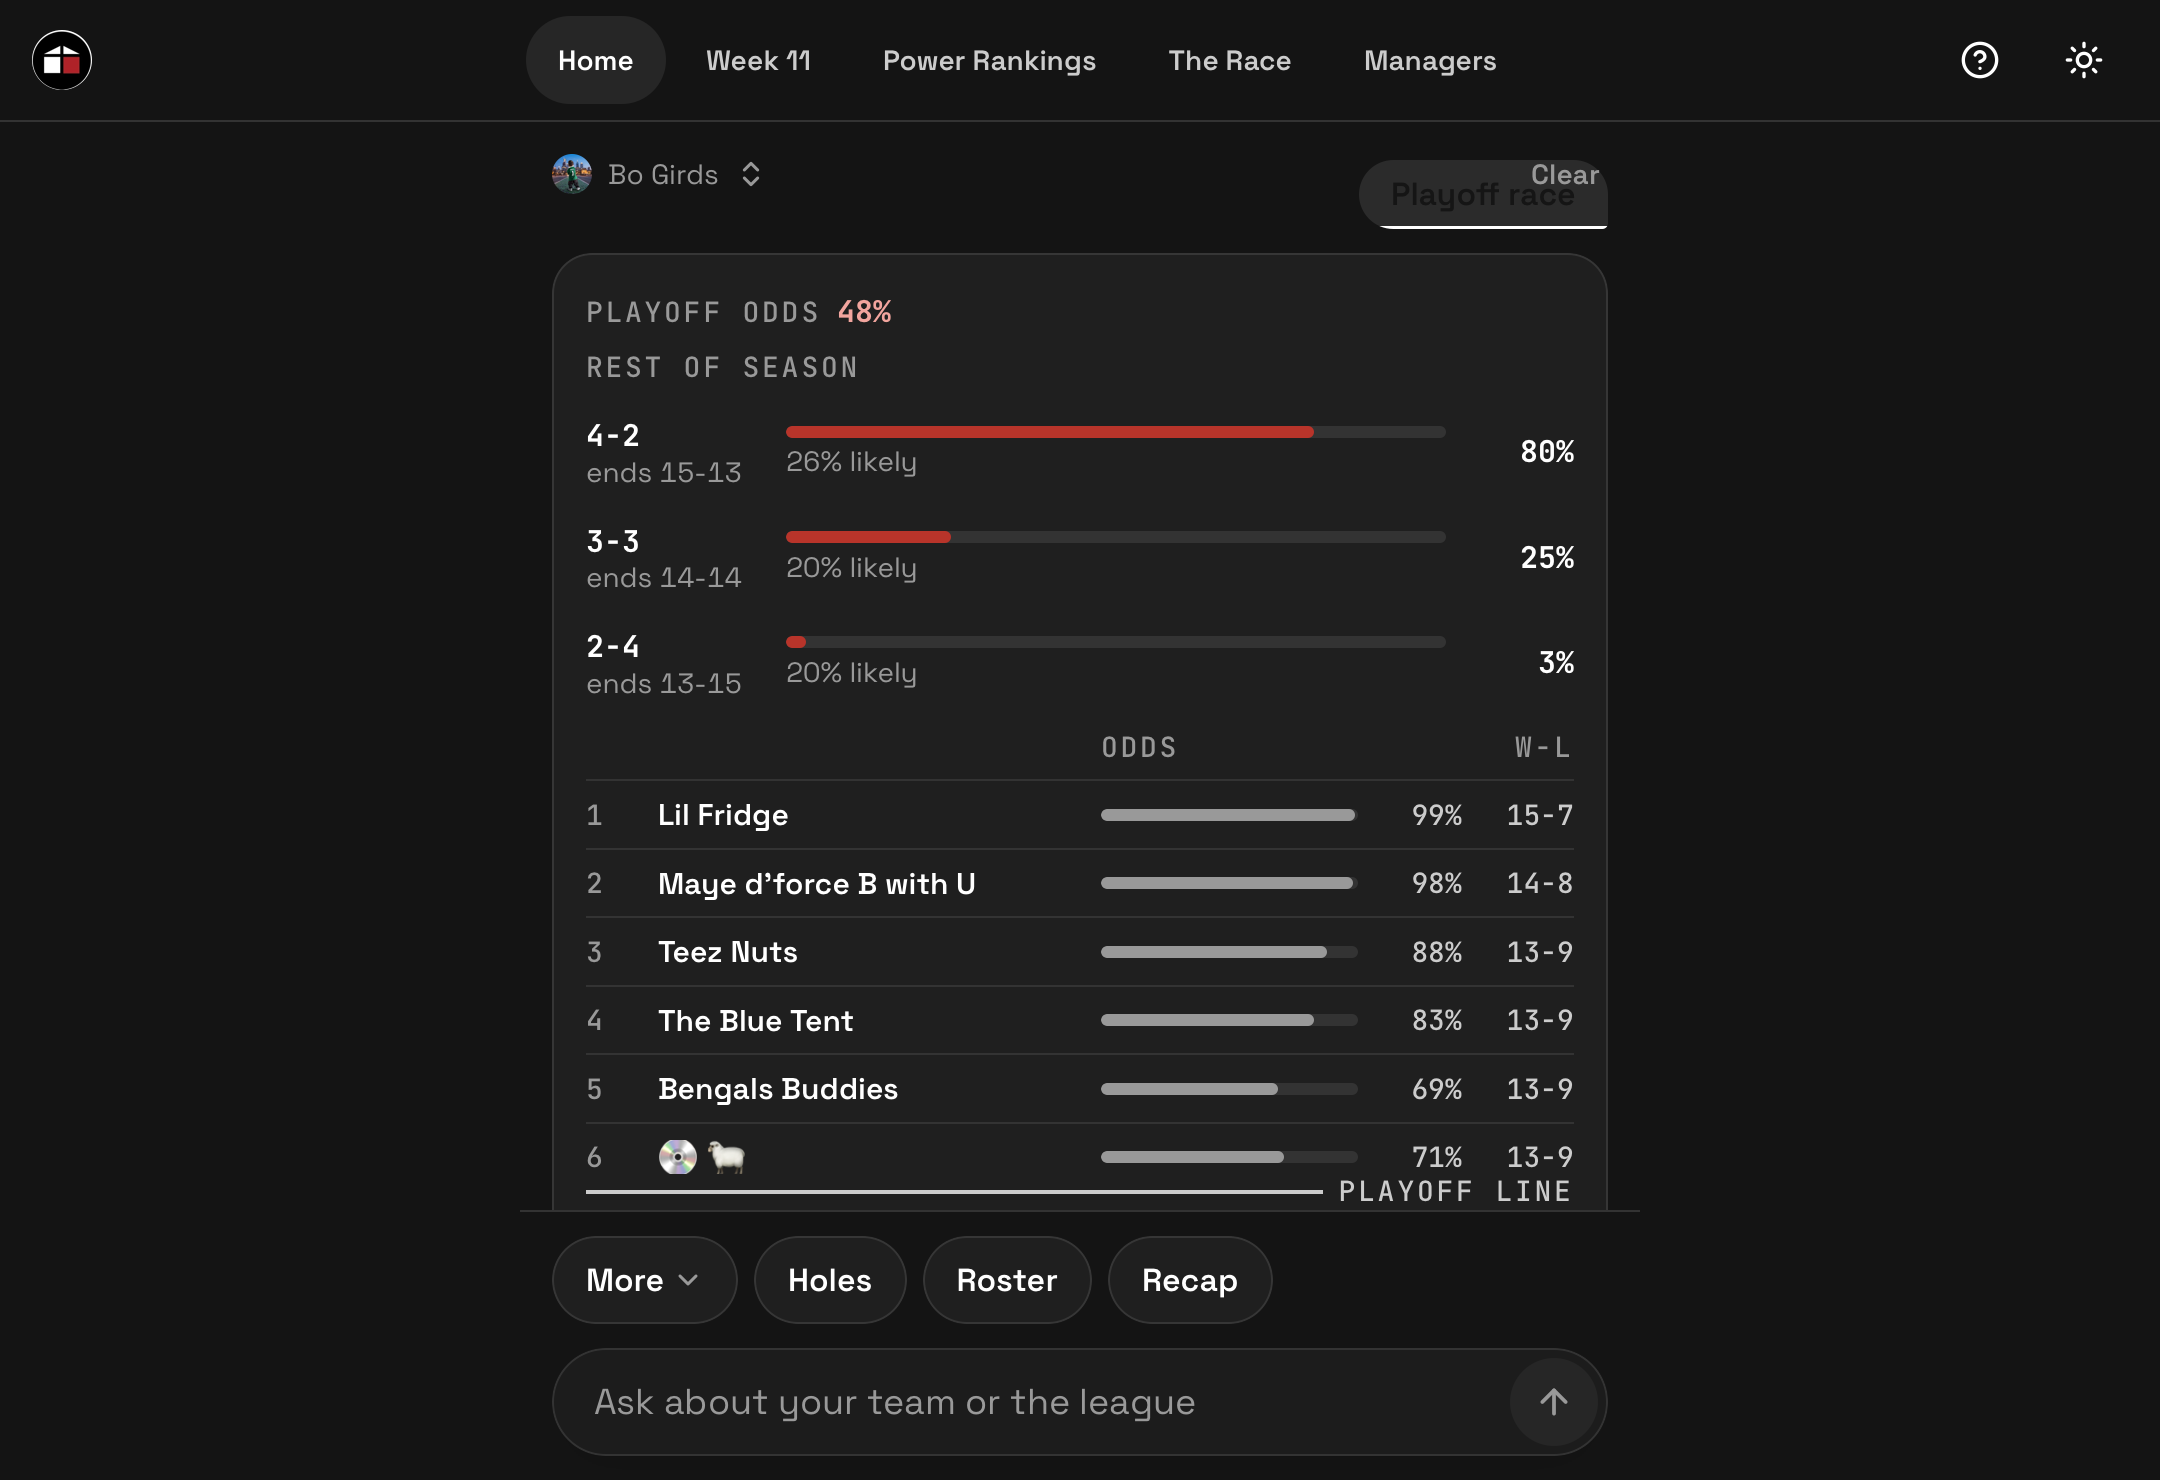 Home Week 11 Power Rankings The Race Managers
Bo Girds
Clear
Playoff race
PLAYOFF ODDS 48%
REST OF SEASON
4-2
ends 15-13
26% likely
80%
3-3
ends 14-14
20% likely
25%
2-4
ends 13-15
20% likely
3%
ODDS W-L
1 Lil Fridge 99% 15-7
2 Maye d’force B with U 98% 14-8
3 Teez Nuts 88% 13-9
4 The Blue Tent 83% 13-9
5 Bengals Buddies 69% 13-9
6 💿 🐑 71% 13-9
PLAYOFF LINE
More Holes Roster Recap
Ask about your team or the league